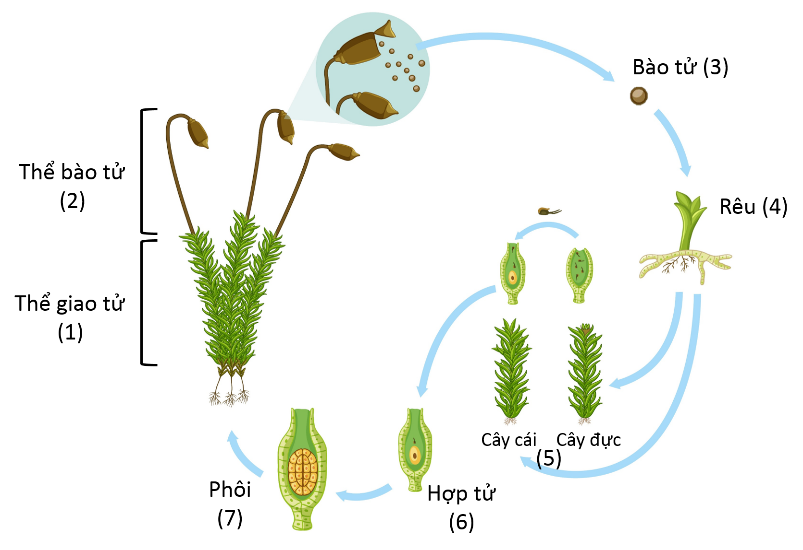 Bào tử (3)
Thể bào tử
(2)
Rêu (4)
Thể giao tử
(1)
Cây cái
Cây đực
(5)
Phôi
(7)
Hợp tử
(6)